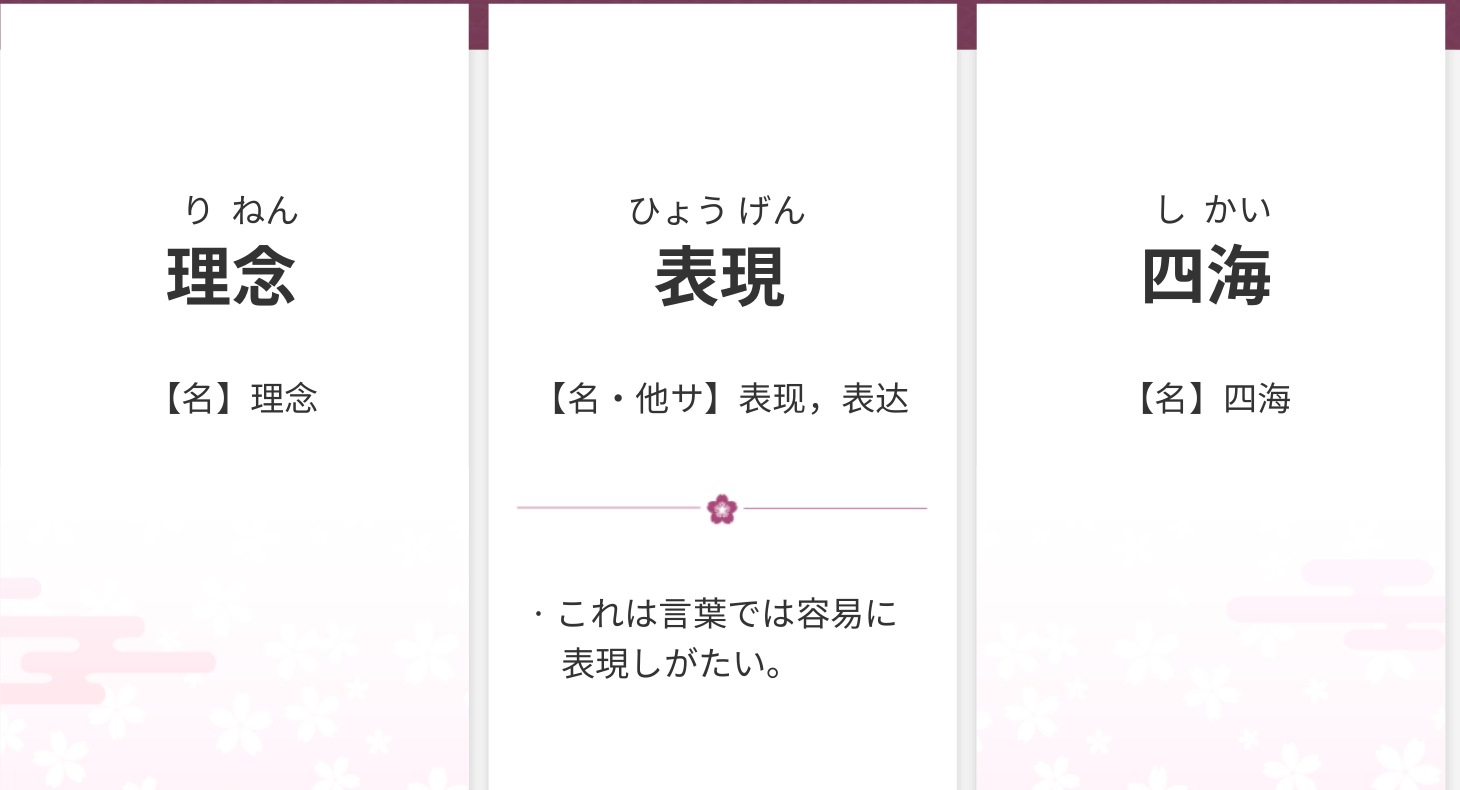 り ねん
理念
【名】理念
ひょう げん
表現
【名・他サ】表现，表达
・これは言葉では容易に
表現しがたい。
し かい
四海
【名】四海